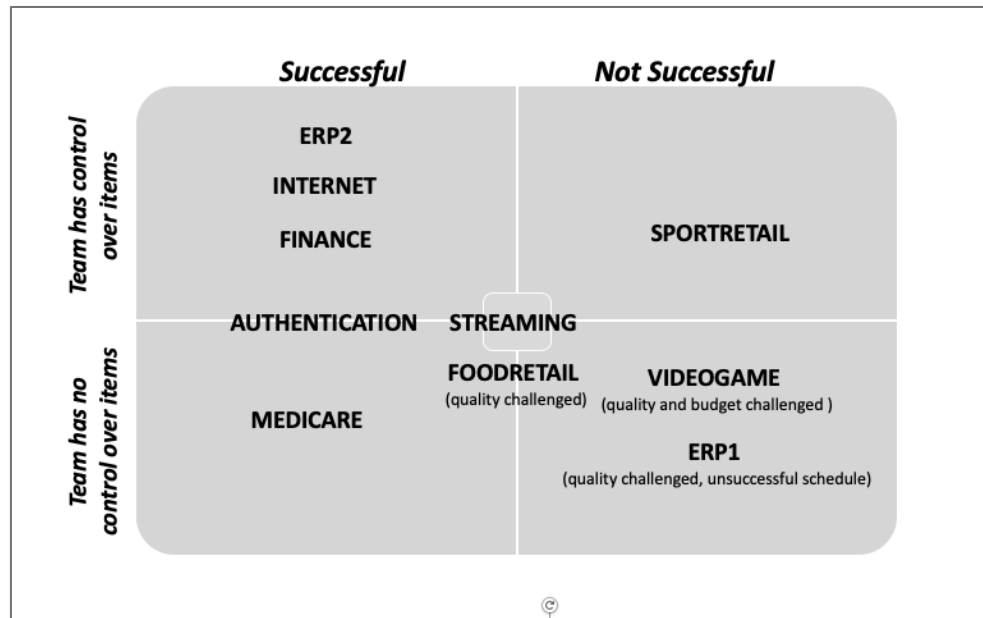 Successful
Not Successful
Team has control
over items
ERP2
INTERNET
FINANCE
SPORTRETAIL
AUTHENTICATION
STREAMING
Team has no
control over items
FOODRETAIL
(quality challenged)
VIDEOGAME
(quality and budget challenged )
MEDICARE
ERP1
(quality challenged, unsuccessful schedule)